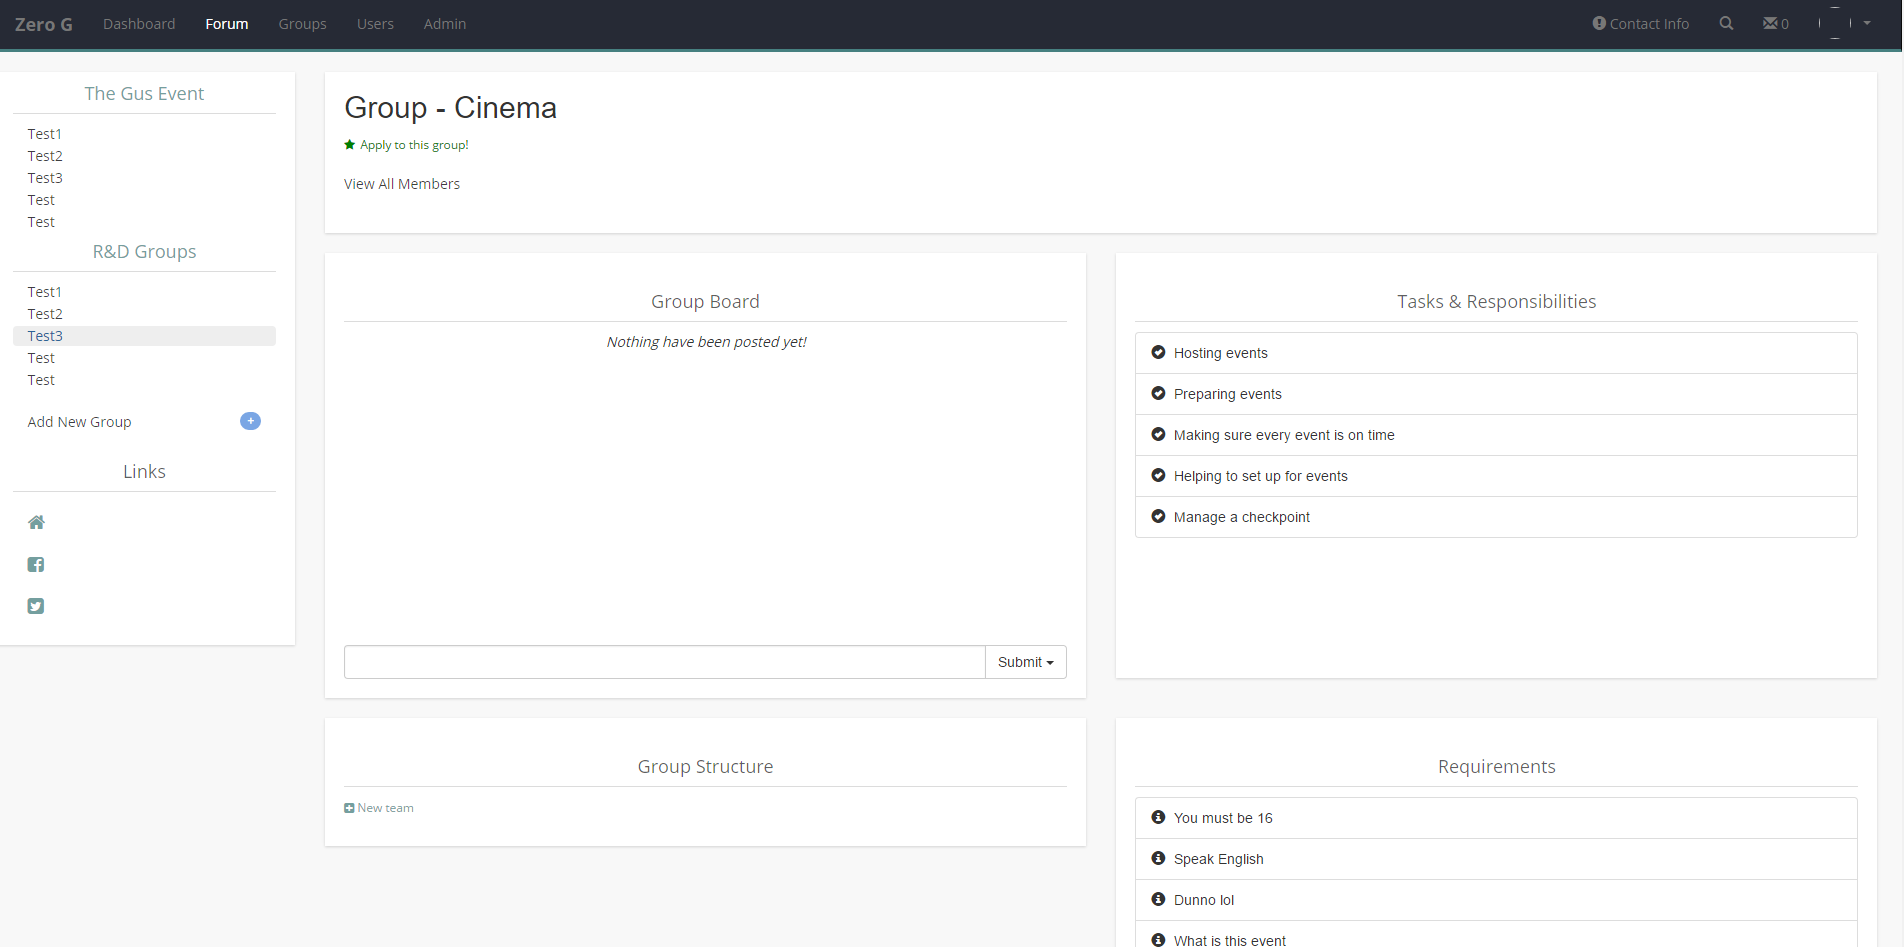 Zero G Dashboard Forum Groups Users Admin Contact Info 0
The Gus Event
Test1
Test2
Test3
Test
Test
R&D Groups
Test1
Test2
Test3
Test
Test
Add New Group +
Links
Group - Cinema
Apply to this group!
View All Members
Group Board
Nothing have been posted yet!
Submit
Tasks & Responsibilities
Hosting events
Preparing events
Making sure every event is on time
Helping to set up for events
Manage a checkpoint
Group Structure
New team
Requirements
You must be 16
Speak English
Dunno lol
What is this event